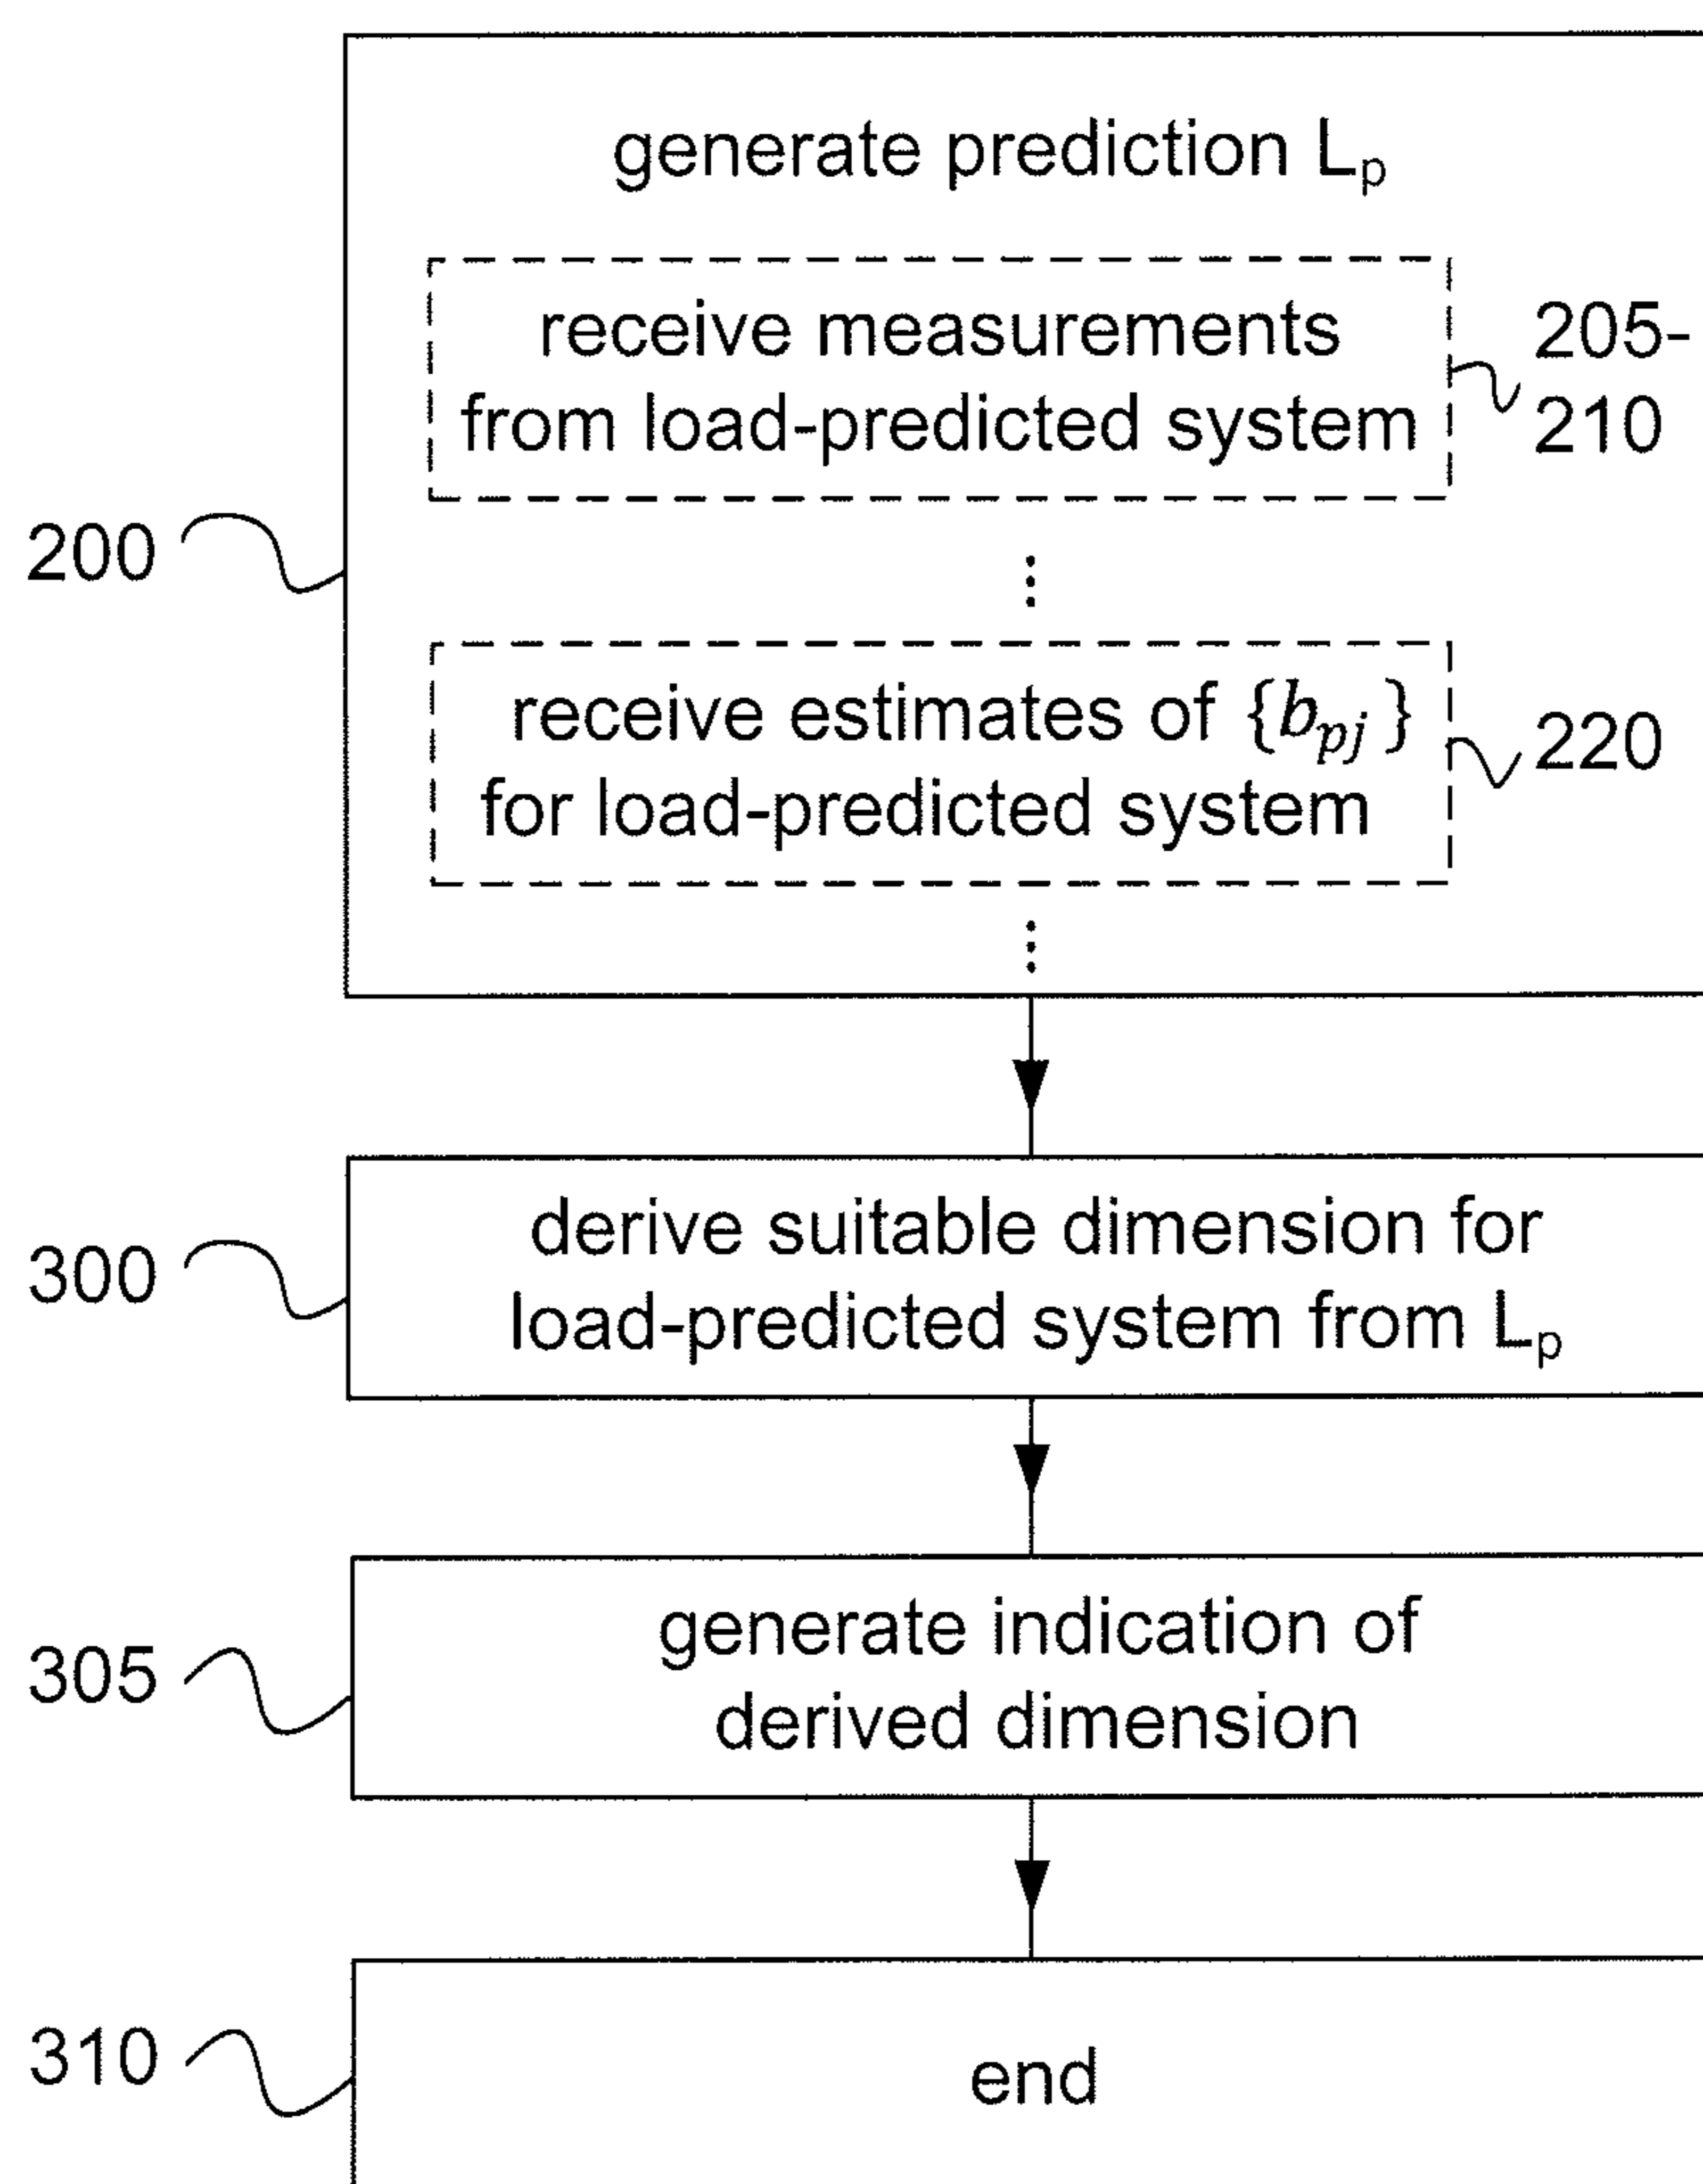 generate prediction Lₚ
receive measurements
from load-predicted system
205-
210
200
receive estimates of {bₚⱼ}
for load-predicted system
220
derive suitable dimension for
load-predicted system from Lₚ
300
generate indication of
derived dimension
305
end
310